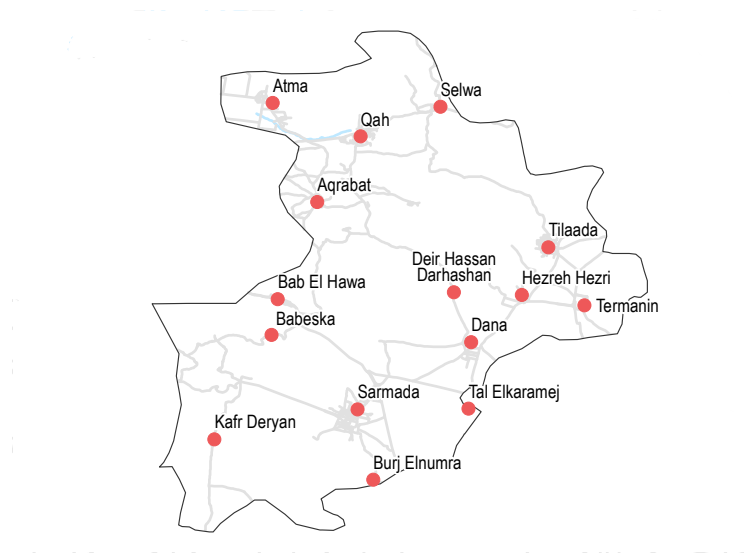 Atma
Selwa
Qah
Aqrabat
Tilaada
Deir Hassan
Darhashan
Hezreh Hezri
Bab El Hawa
Termanin
Babeska
Dana
Sarmada
Tal Elkaramej
Kafr Deryan
Burj Elnumra